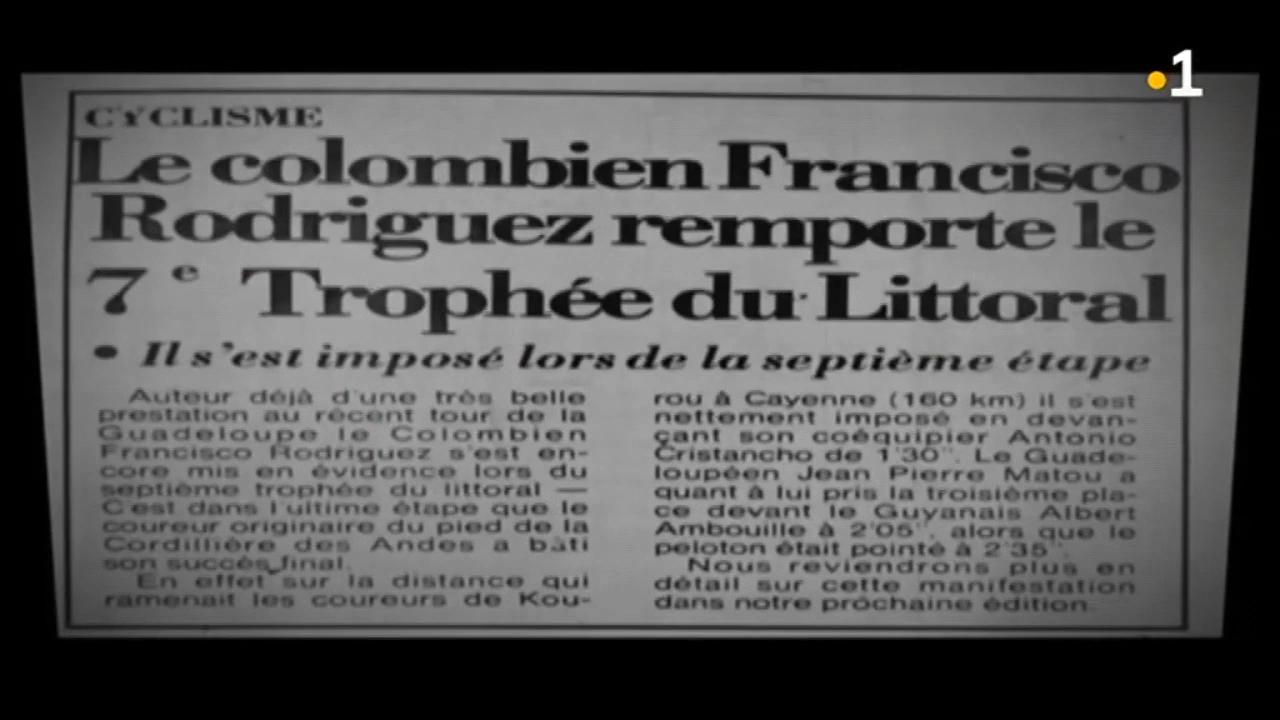 1
CYCLISME
Le colombien Francisco
Rodriguez remporte le
7e Trophée du Littoral
• Il s'est imposé lors de la septième étape
Auteur déjà d'une très belle
prestation au récent tour de la
Guadeloupe le Colombien
Francisco Rodriguez s'est en-
core mis en évidence lors du
septième trophée du littoral —
C'est dans l'ultime étape que le
coureur originaire du pied de la
Cordillière des Andes a bâti
son succès final.
En effet sur la distance qui
ramenait les coureurs de Kou-
rou à Cayenne (160 km) il s'est
nettement imposé en devan-
çant son coéquipier Antonio
Cristancho de 1'30". Le Guade-
loupéen Jean Pierre Matou a
quant à lui pris la troisième pla-
ce devant le Guyanais Albert
Ambouille à 2'05", alors que le
peloton était pointé à 2'35".
Nous reviendrons plus en
détail sur cette manifestation
dans notre prochaine édition.